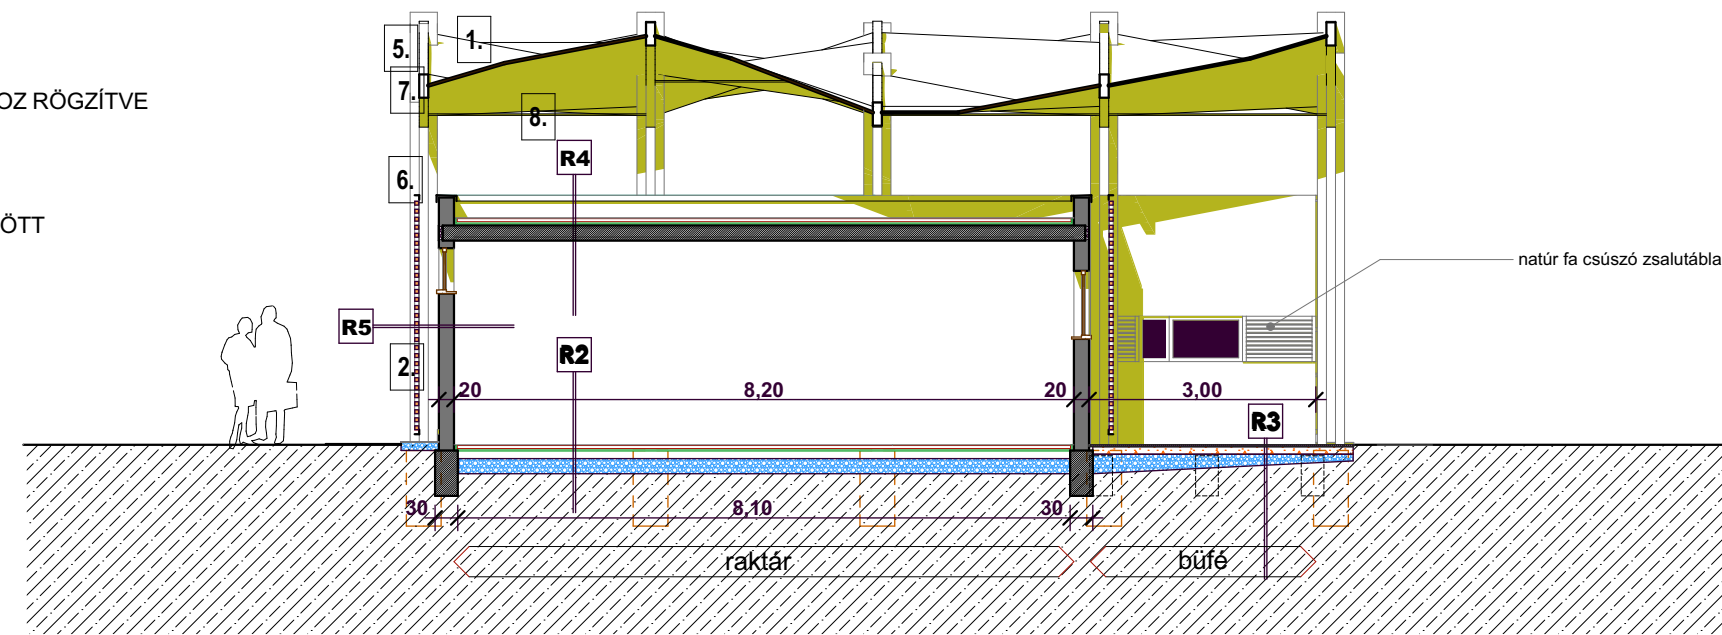 5.
1.
7.
OZ RÖGZÍTVE
8.
R4
6.
ÖTT
natúr fa csúszó zsalutábla
R5
R2
2.
20
8,20
20
3,00
R3
30
8,10
30
raktár
büfé